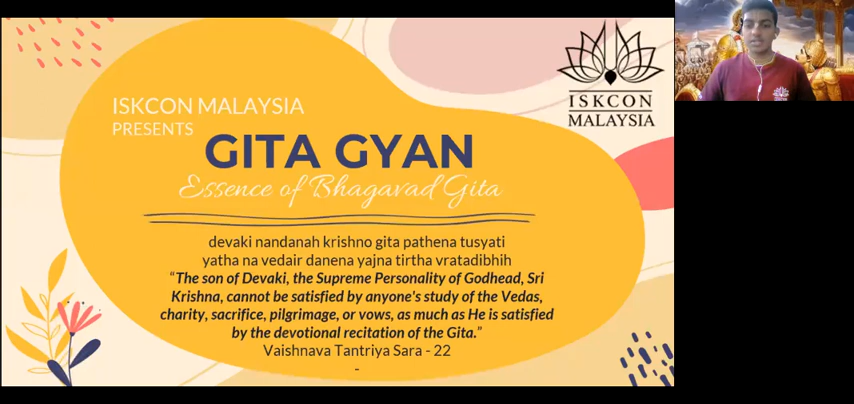 ISKCON MALAYSIA
PRESENTS
GITA GYAN
Essence of Bhagavad Gita
devaki nandanah krishno gita pathena tusyati
yatha na vedair danena yajna tirtha vratadibhih
“The son of Devaki, the Supreme Personality of Godhead, Sri
Krishna, cannot be satisfied by anyone's study of the Vedas,
charity, sacrifice, pilgrimage, or vows, as much as He is satisfied
by the devotional recitation of the Gita.”
Vaishnava Tantriya Sara - 22
-
ISKCON
MALAYSIA